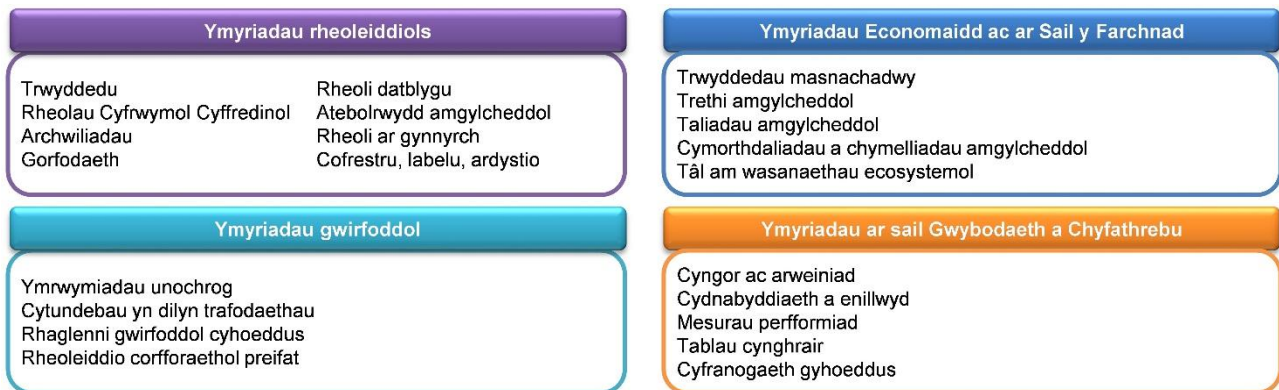 Ymyriadau rheoleiddiols
Trwyddedu
Rheolau Cyfrwymol Cyffredinol
Archwiliadau
Gorfodaeth
Rheoli datblygu
Atebolrwydd amgylcheddol
Rheoli ar gynnyrch
Cofrestru, labelu, ardystio
Ymyriadau Economaidd ac ar Sail y Farchnad
Trwyddedau masnachadwy
Trethi amgylcheddol
Taliadau amgylcheddol
Cymorthdaliadau a chymelliadau amgylcheddol
Tâl am wasanaethau ecosystemol
Ymyriadau gwirfoddol
Ymrwymiadau unochrog
Cytundebau yn dilyn trafodaethau
Rhaglenni gwirfoddol cyhoeddus
Rheoleiddio corfforaethol preifat
Ymyriadau ar sail Gwybodaeth a Chyfathrebu
Cyngor ac arweiniad
Cydnabyddiaeth a enillwyd
Mesurau perfformiad
Tablau cynghrair
Cyfranogaeth gyhoeddus